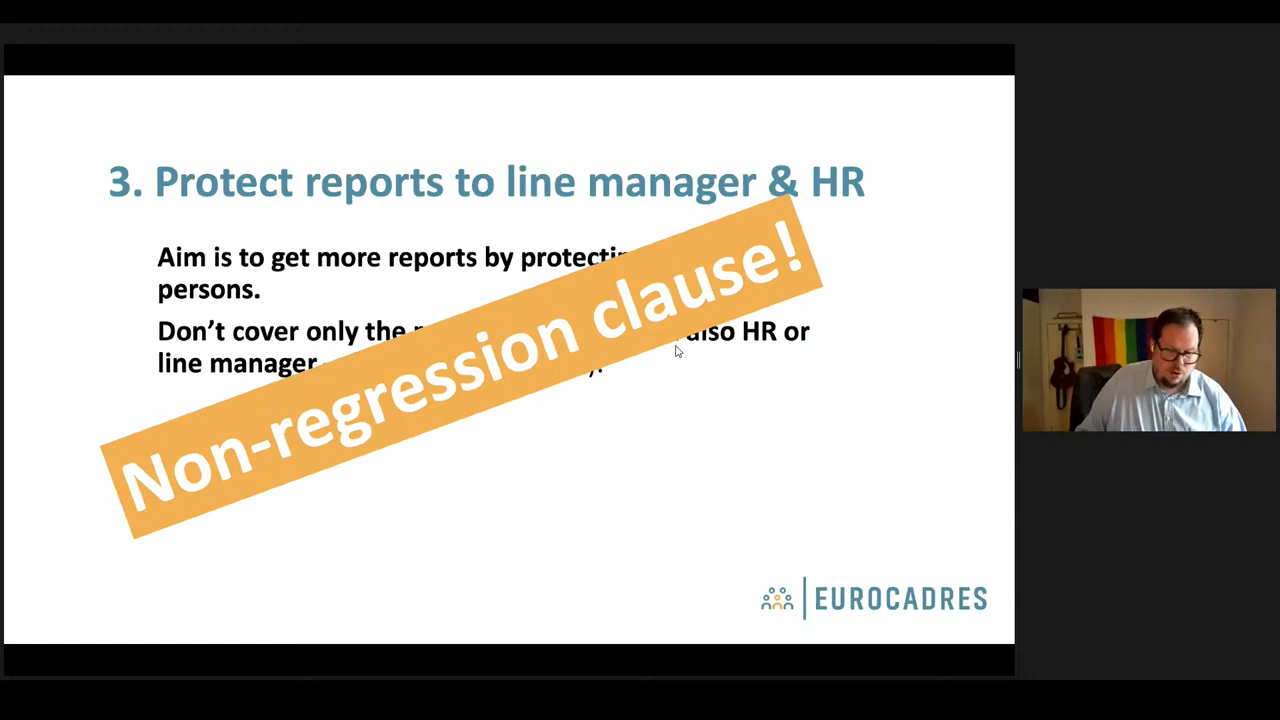 3. Protect reports to line manager & HR
Aim is to get more reports by
persons.
Don't cover only the also HR or
line manager
Non-regression clause!
EUROCADRES